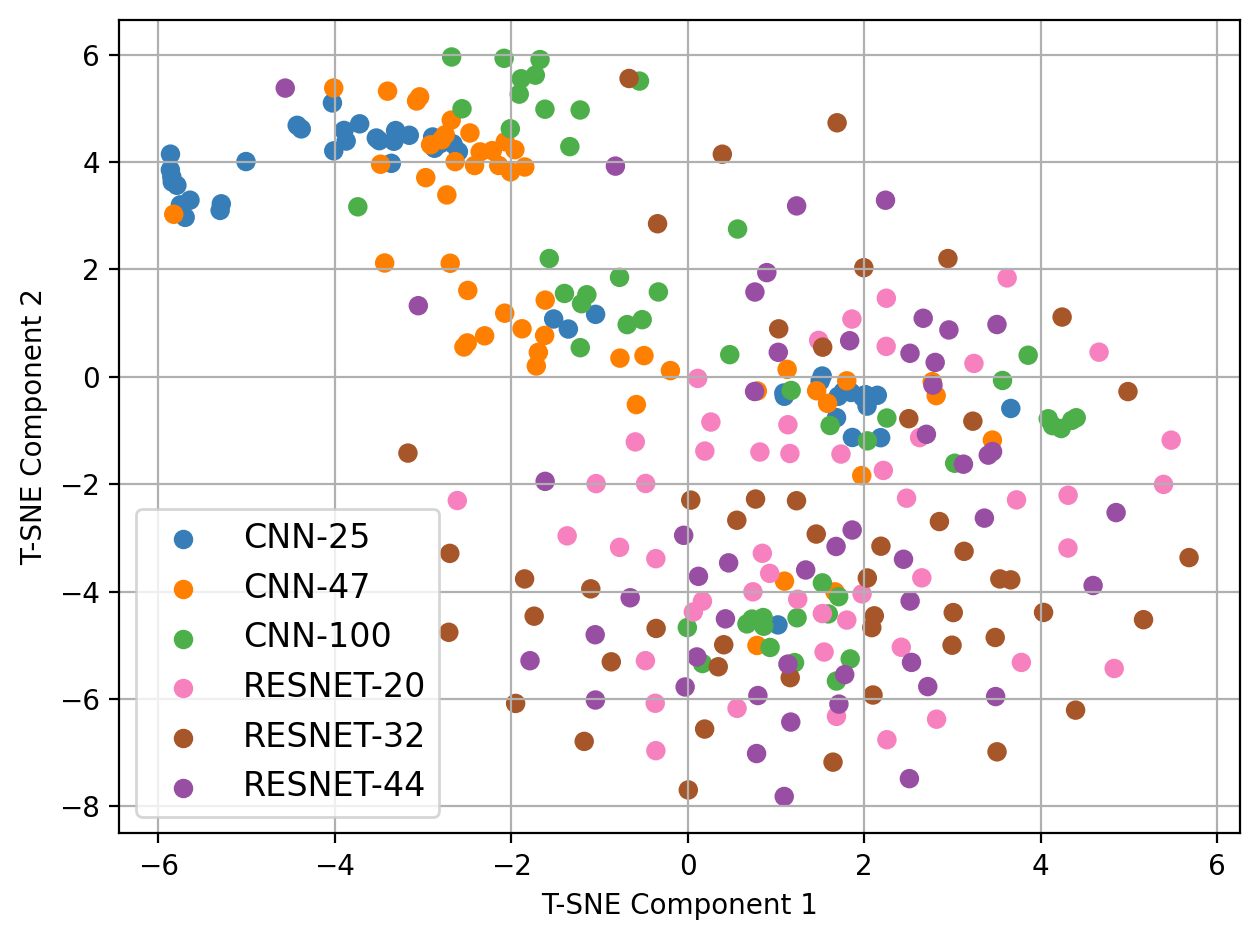 6
4
2
0
−2
−4
−6
−8
T-SNE Component 2
CNN-25
CNN-47
CNN-100
RESNET-20
RESNET-32
RESNET-44
−6
−4
−2
0
2
4
6
T-SNE Component 1